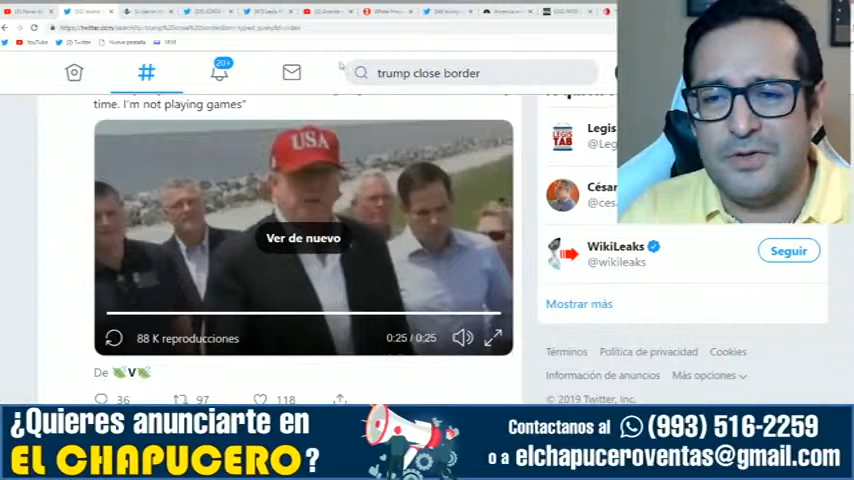 YouTube
Twitter
Nueva pestaña
20+
trump close border
time. I'm not playing games"
USA
Ver de nuevo
88 K reproducciones
0:25 / 0:25
De V
36
97
118
Legis
@Leg
LEGIS
TAB
César
@ces
WikiLeaks
@wikileaks
Seguir
Mostrar más
Términos Política de privacidad Cookies
Información de anuncios Más opciones
© 2019 Twitter, Inc.
¿Quieres anunciarte en
EL CHAPUCERO?
Contactanos al (993) 516-2259
o a elchapuceroventas@gmail.com